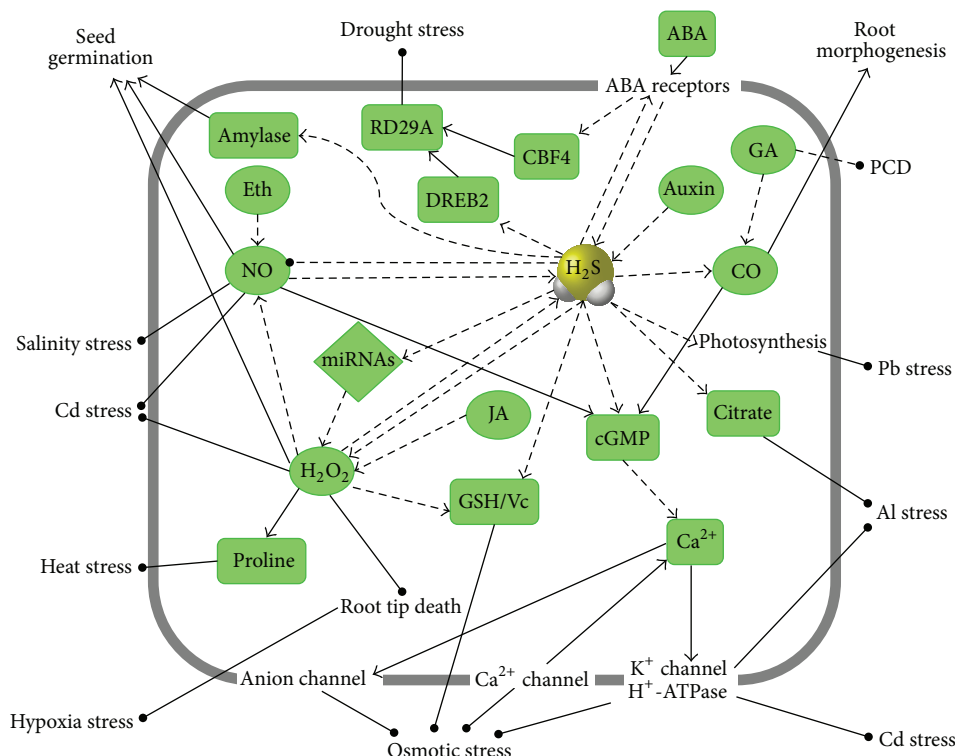 Seed
germination
Drought stress
ABA
Root
morphogenesis
ABA receptors
Amylase
RD29A
CBF4
GA
PCD
Eth
DREB2
Auxin
NO
H₂S
CO
Salinity stress
miRNAs
Photosynthesis
Pb stress
Cd stress
JA
cGMP
Citrate
H₂O₂
GSH/Vc
Al stress
Ca²⁺
Heat stress
Proline
Root tip death
Anion channel
Ca²⁺ channel
K⁺ channel
H⁺-ATPase
Hypoxia stress
Osmotic stress
Cd stress